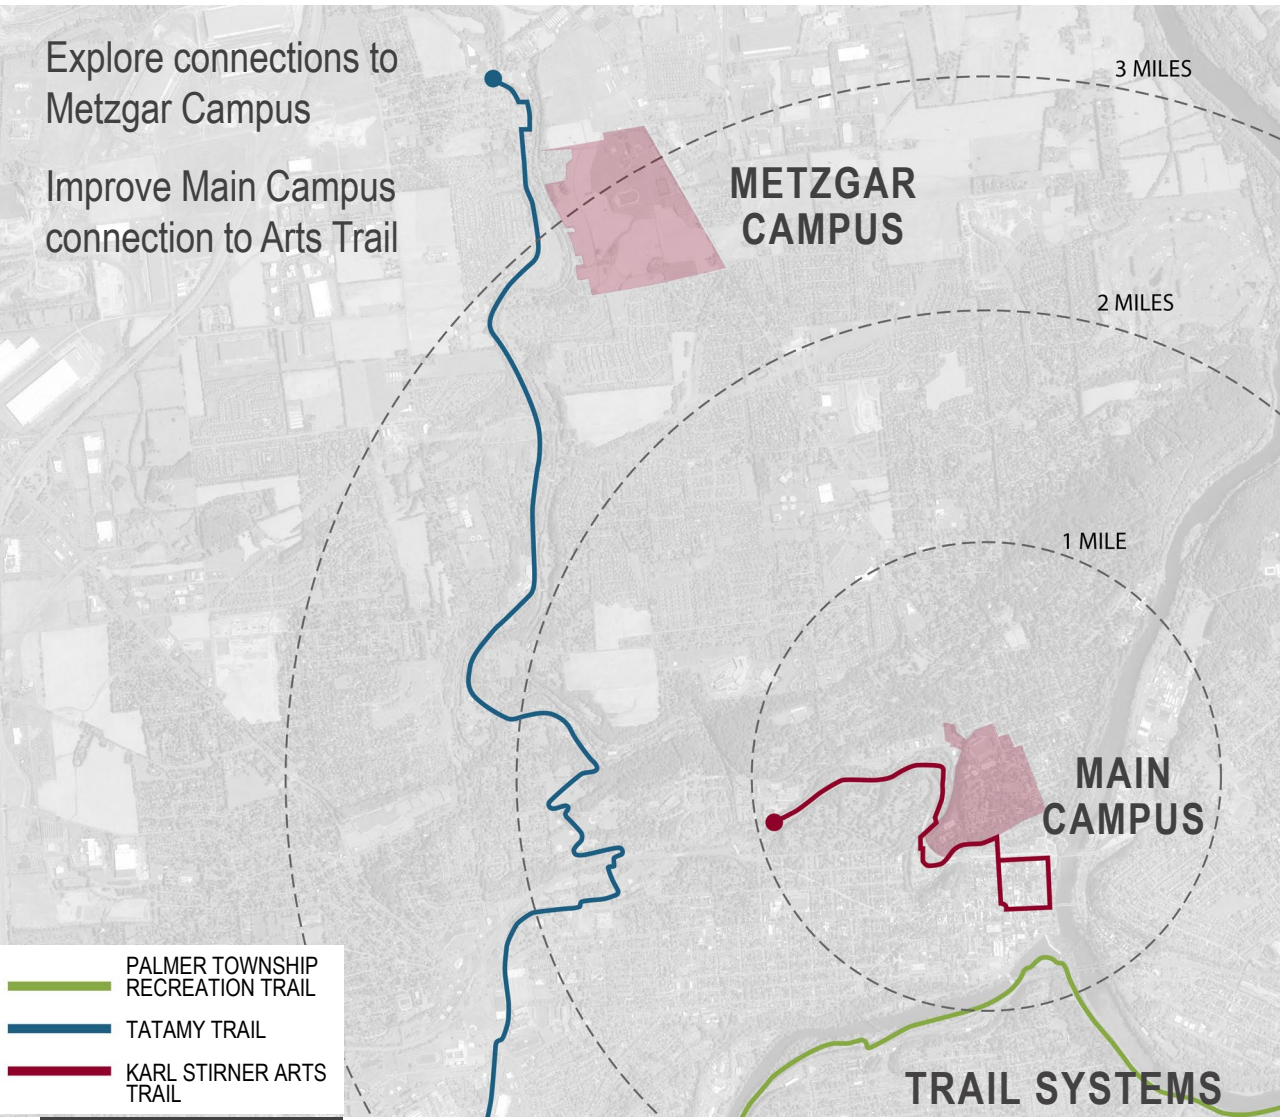 Explore connections to
Metzgar Campus
Improve Main Campus
connection to Arts Trail
3 MILES
METZGAR
CAMPUS
2 MILES
1 MILE
MAIN
CAMPUS
PALMER TOWNSHIP
RECREATION TRAIL
TATAMY TRAIL
KARL STIRNER ARTS
TRAIL
TRAIL SYSTEMS